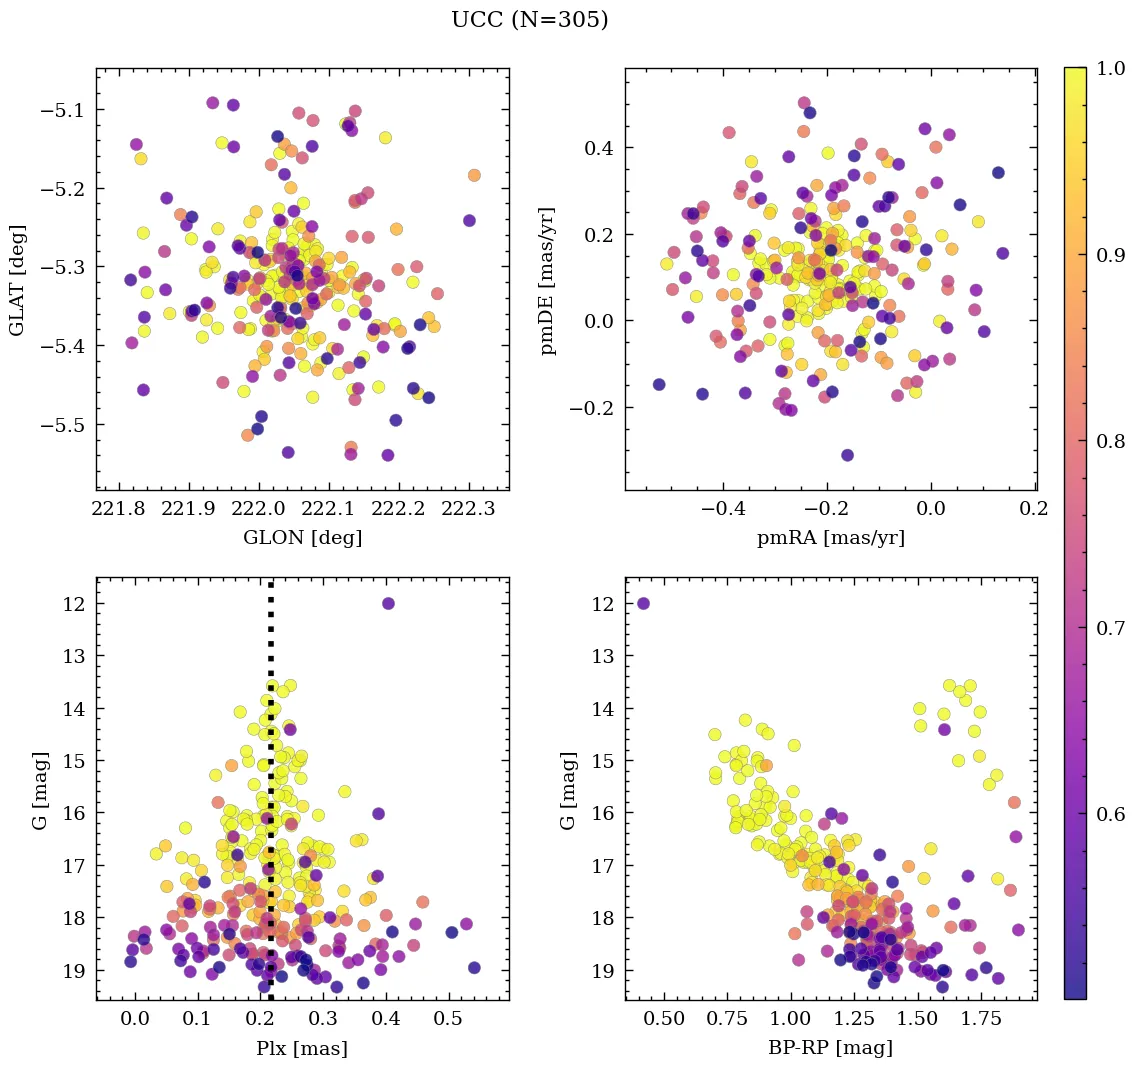 UCC (N=305)
−5.1
−5.2
−5.3
−5.4
−5.5
GLAT [deg]
221.8 221.9 222.0 222.1 222.2 222.3
GLON [deg]
0.4
0.2
0.0
−0.2
pmDE [mas/yr]
−0.4 −0.2 0.0 0.2
pmRA [mas/yr]
12
13
14
15
16
17
18
19
G [mag]
0.0 0.1 0.2 0.3 0.4 0.5
Plx [mas]
12
13
14
15
16
17
18
19
G [mag]
0.50 0.75 1.00 1.25 1.50 1.75
BP-RP [mag]
1.0
0.9
0.8
0.7
0.6